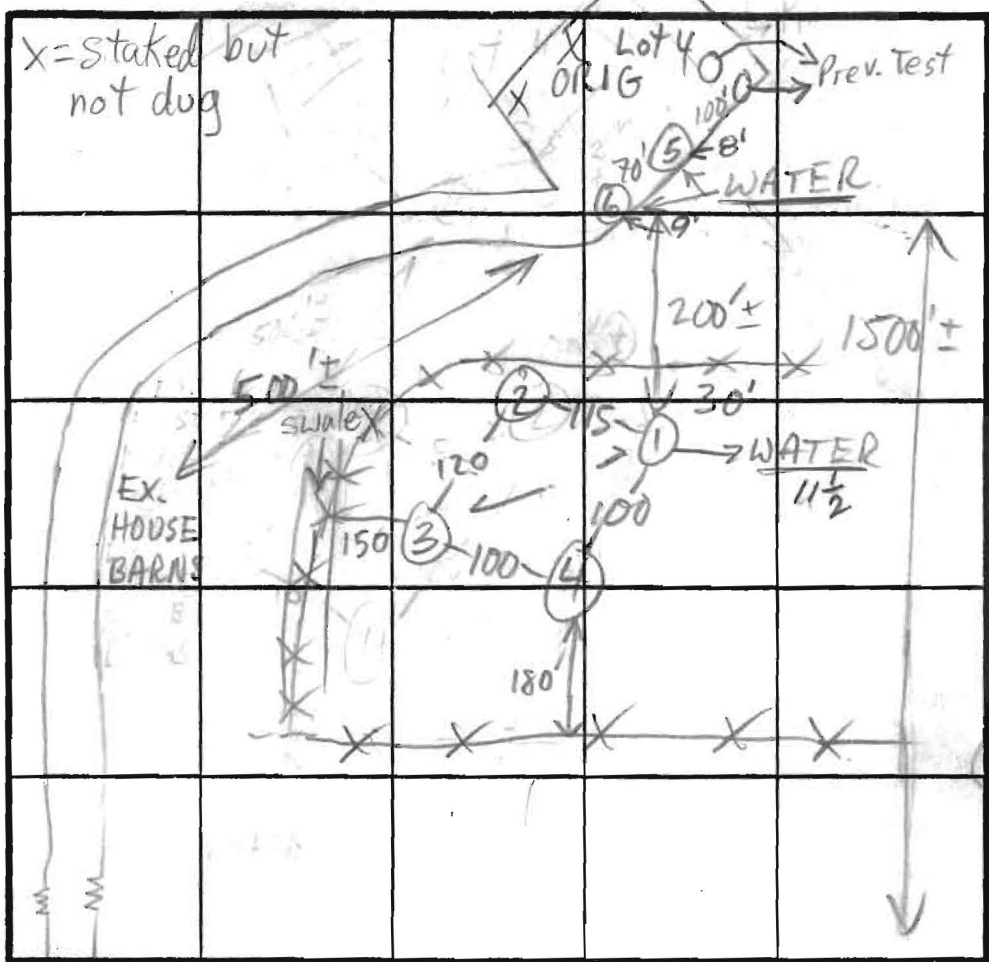 X = Staked but
not dug
X
ORIG
X
Lot 4
Prev. Test
100'
5
8'
70'
WATER
6
9'
200'±
1500'±
500'±
swale
30'
2
115
1
WATER
11 1/2
120
100
EX.
HOUSE
BARNS
150
3
100
4
180'